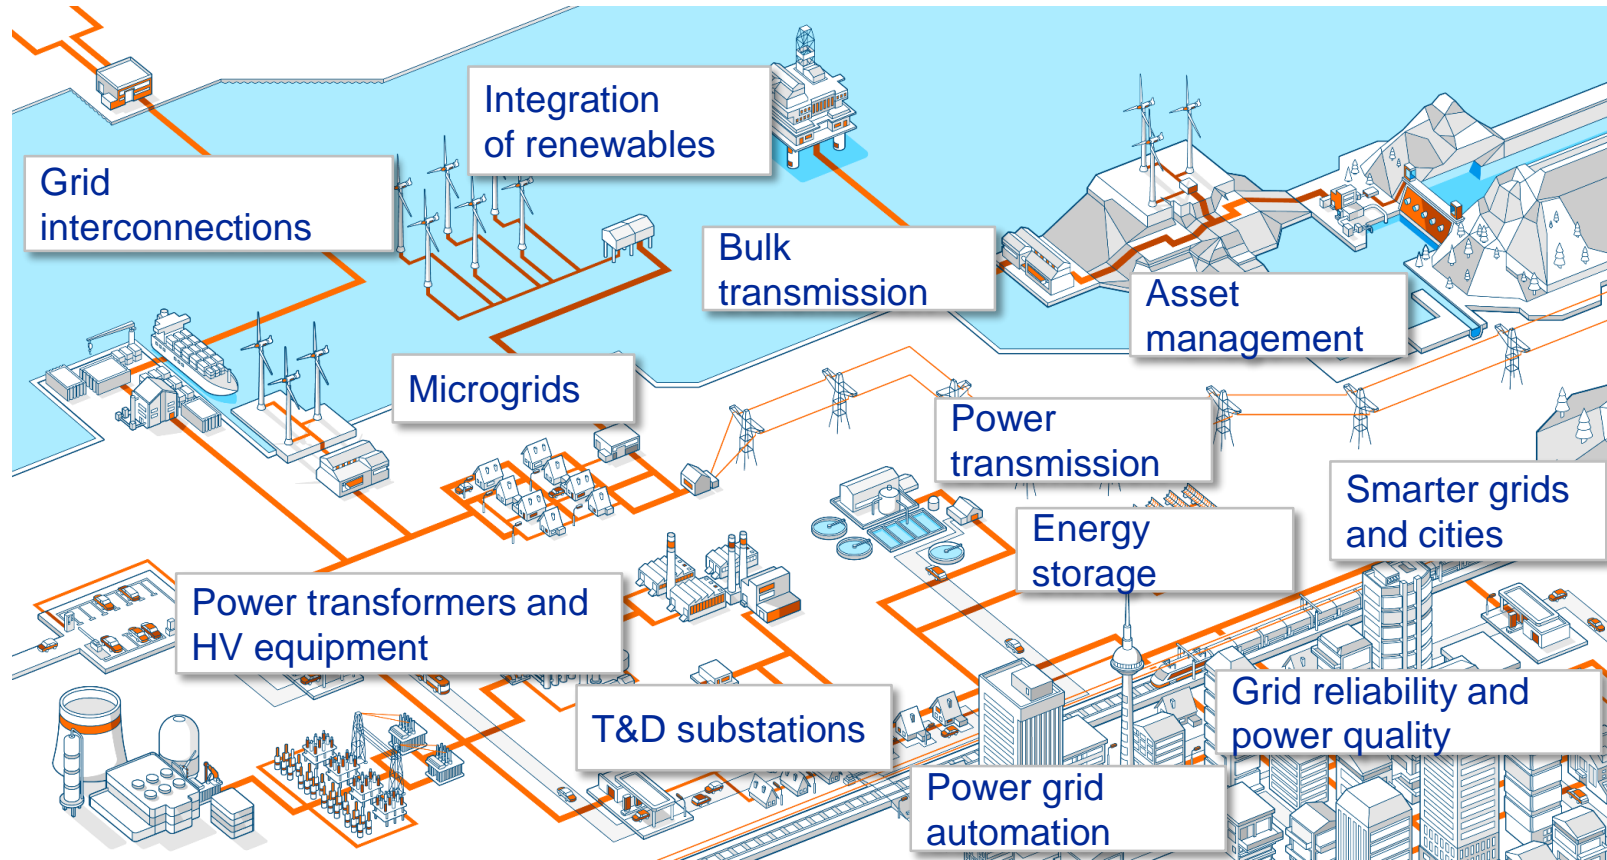 Integration
of renewables
Grid
interconnections
Bulk
transmission
Asset
management
Microgrids
Power
transmission
Smarter grids
and cities
Energy
storage
Power transformers and
HV equipment
T&D substations
Grid reliability and
power quality
Power grid
automation